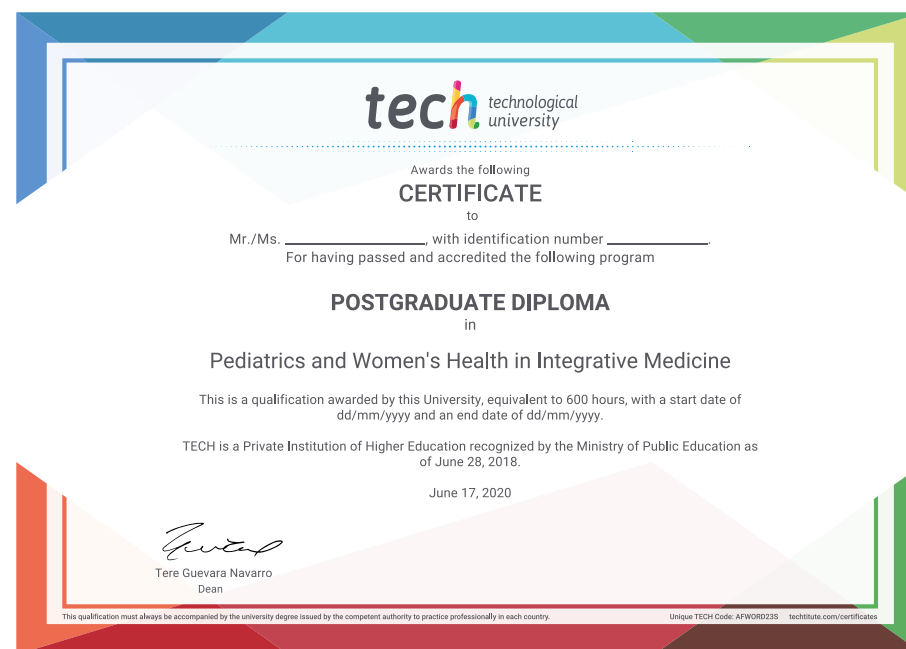 tech technological
university
Awards the following
CERTIFICATE
to
Mr./Ms. ____________________, with identification number ______________.
For having passed and accredited the following program
POSTGRADUATE DIPLOMA
in
Pediatrics and Women's Health in Integrative Medicine
This is a qualification awarded by this University, equivalent to 600 hours, with a start date of
dd/mm/yyyy and an end date of dd/mm/yyyy.
TECH is a Private Institution of Higher Education recognized by the Ministry of Public Education as
of June 28, 2018.
June 17, 2020
Tere Guevara Navarro
Dean
This qualification must always be accompanied by the university degree issued by the competent authority to practice professionally in each country.
Unique TECH Code: AFWORD23S techtitute.com/certificates